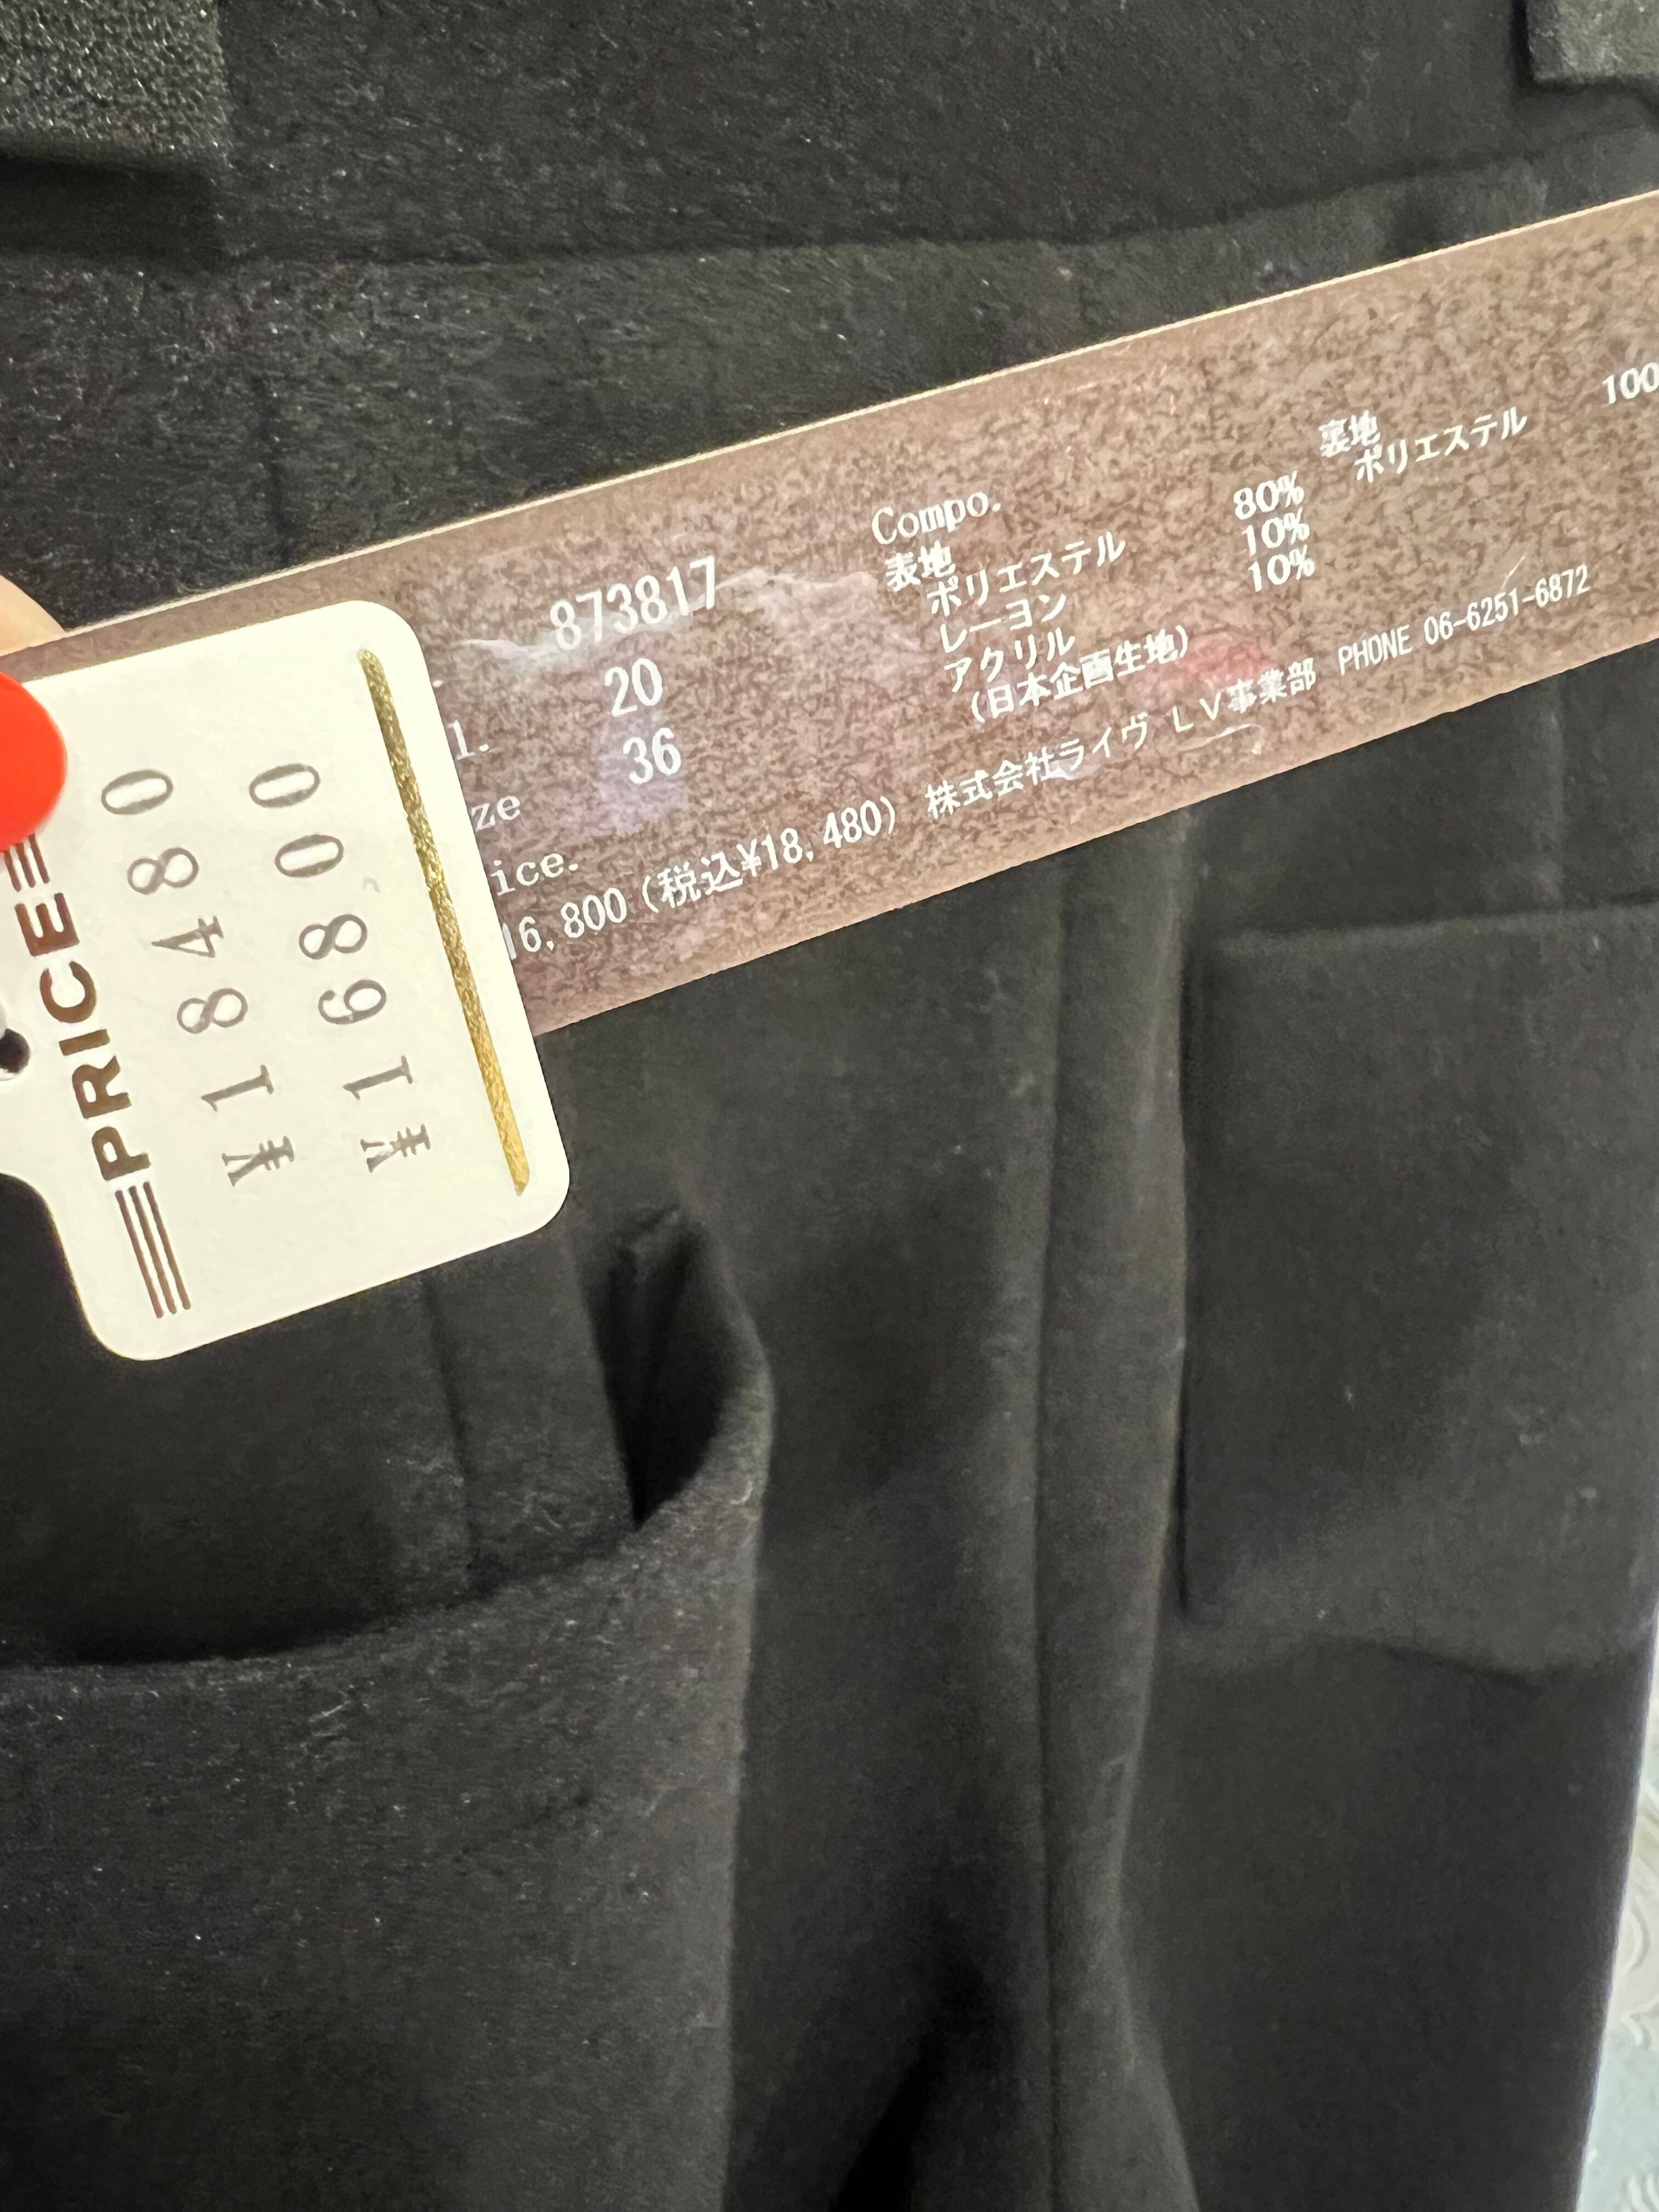 PRICE
¥18480
¥16800
873817
1.
20
ze
36
ice.
16,800(税込¥18,480)
Compo.
表地
ポリエステル 80%
レーヨン 10%
アクリル 10%
(日本企画生地)
裏地
ポリエステル 100
株式会社ライヴ LV事業部 PHONE 06-6251-6872